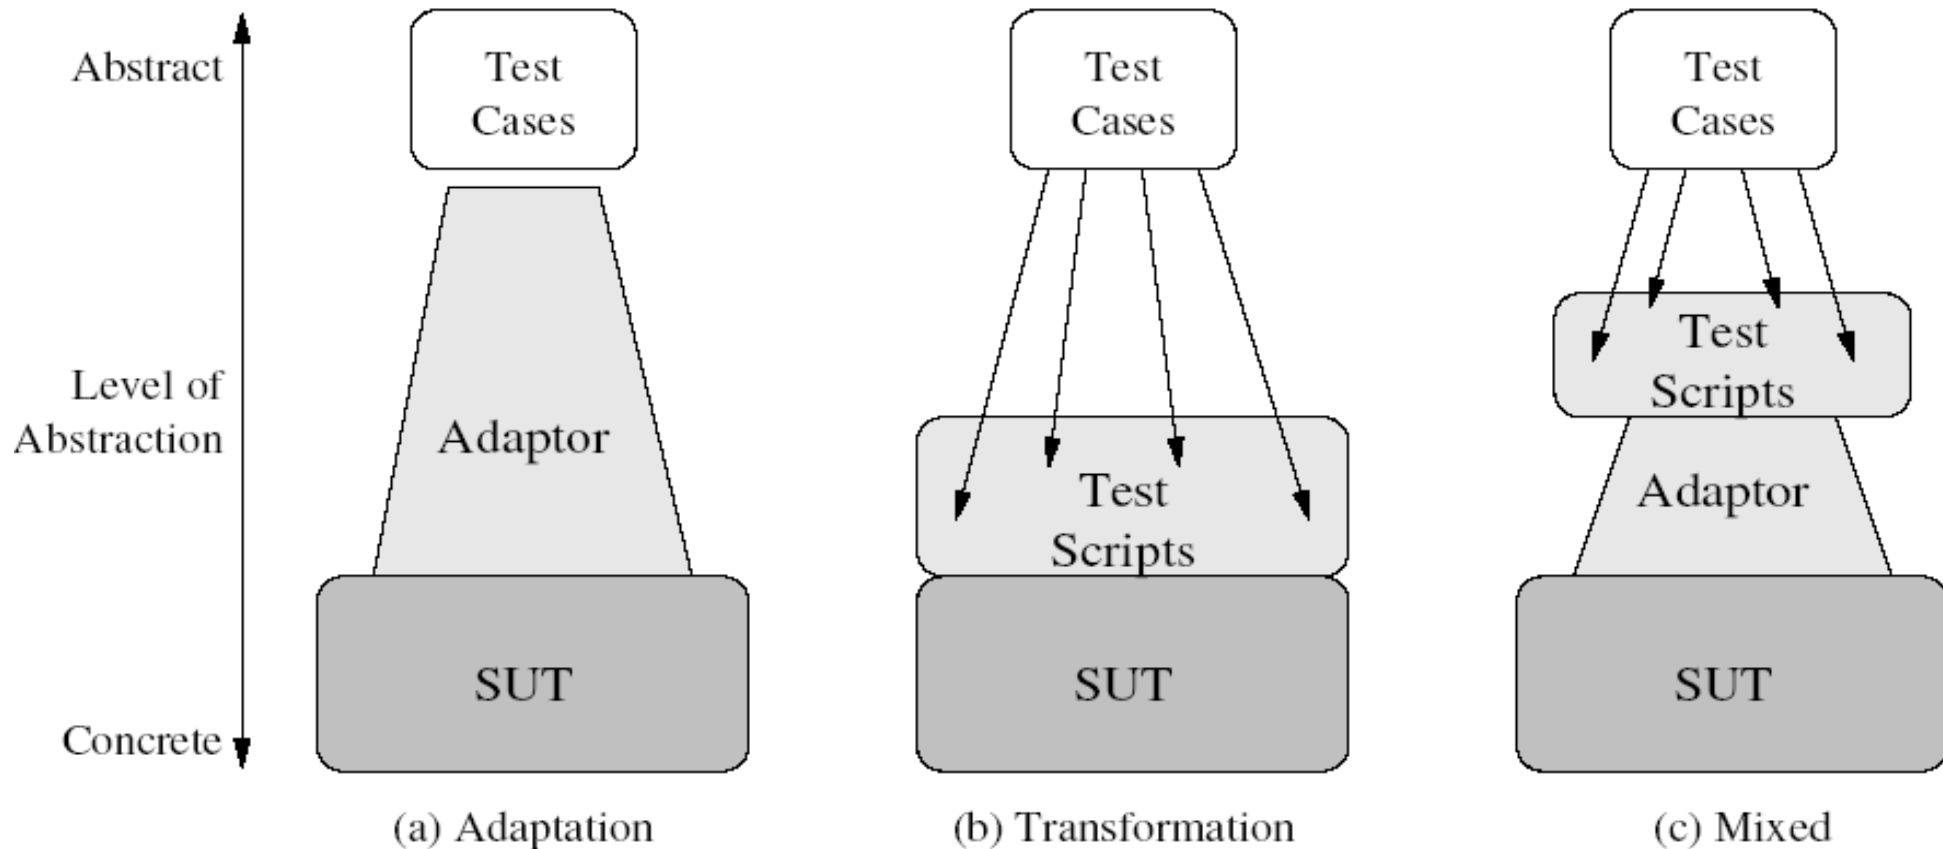 Abstract
Level of
Abstraction
Concrete
Test
Cases
Adaptor
SUT
(a) Adaptation
Test
Cases
Test
Scripts
SUT
(b) Transformation
Test
Cases
Test
Scripts
Adaptor
SUT
(c) Mixed